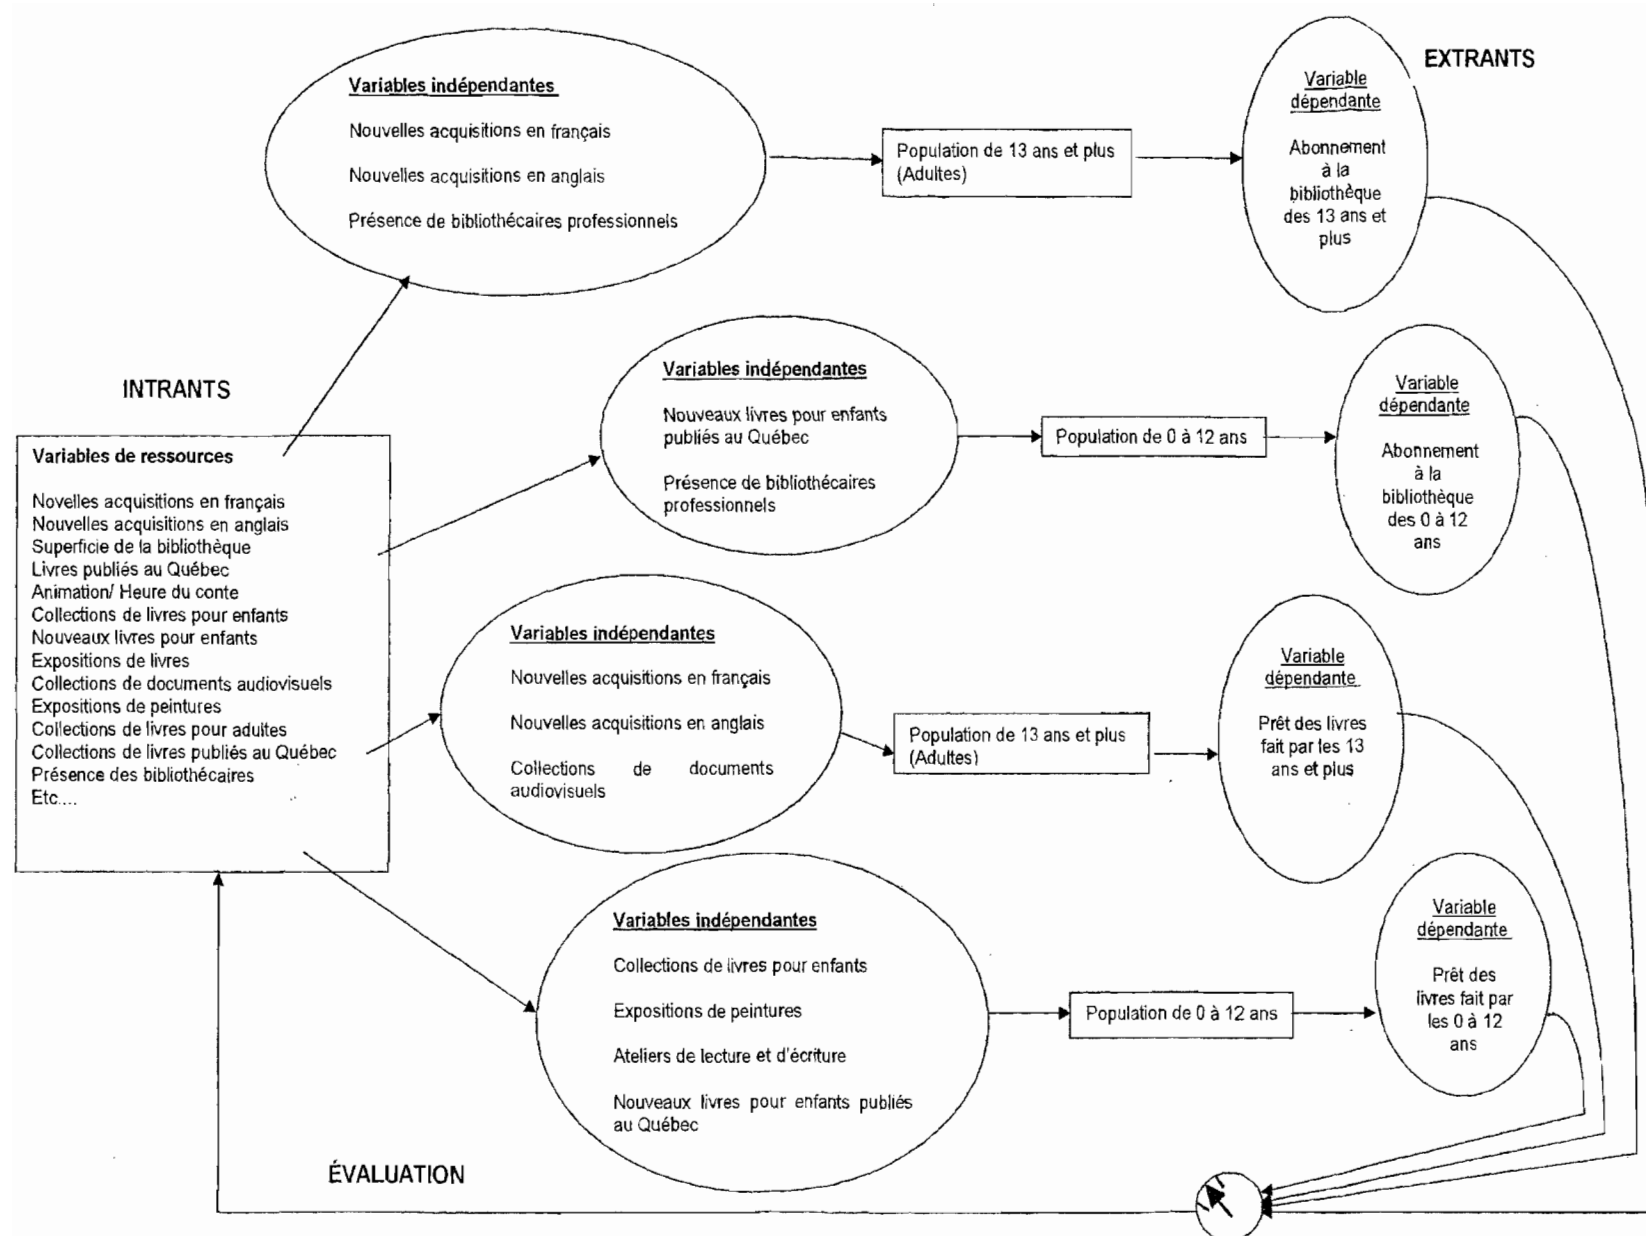 EXTRANTS
Variables indépendantes
Nouvelles acquisitions en français
Nouvelles acquisitions en anglais
Présence de bibliothécaires professionnels
Population de 13 ans et plus
(Adultes)
Variable
dépendante
Abonnement
à la
bibliothèque
des 13 ans et
plus
INTRANTS
Variables de ressources
Novelles acquisitions en français
Nouvelles acquisitions en anglais
Superficie de la bibliothèque
Livres publiés au Québec
Animation/ Heure du conte
Collections de livres pour enfants
Nouveaux livres pour enfants
Expositions de livres
Collections de documents audiovisuels
Expositions de peintures
Collections de livres pour adultes
Collections de livres publiés au Québec
Présence des bibliothécaires
Etc....
Variables indépendantes
Nouveaux livres pour enfants
publiés au Québec
Présence de bibliothécaires
professionnels
Population de 0 à 12 ans
Variable
dépendante
Abonnement
à la
bibliothèque
des 0 à 12
ans
Variables indépendantes
Nouvelles acquisitions en français
Nouvelles acquisitions en anglais
Collections de documents
audiovisuels
Population de 13 ans et plus
(Adultes)
Variable
dépendante
Prêt des livres
fait par les 13
ans et plus
Variables indépendantes
Collections de livres pour enfants
Expositions de peintures
Ateliers de lecture et d'écriture
Nouveaux livres pour enfants publiés
au Québec
Population de 0 à 12 ans
Variable
dépendante
Prêt des
livres fait par
les 0 à 12
ans
ÉVALUATION